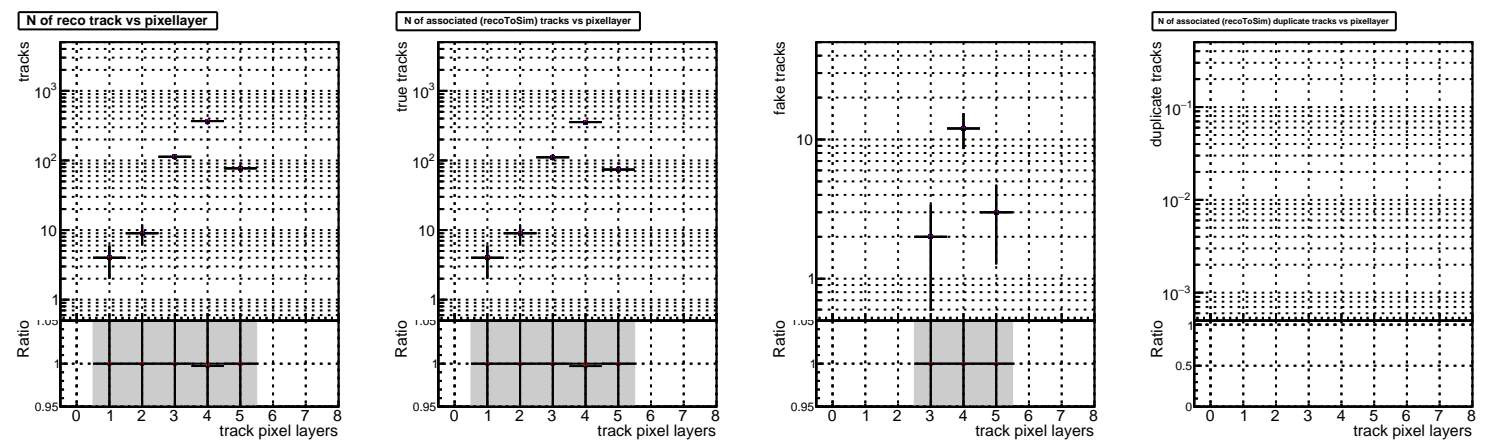 N of reco track vs pixellayer
tracks
10³
10²
10
1
Ratio
1.05
1
0.95
0 1 2 3 4 5 6 7 8
track pixel layers
N of associated (recoToSim) tracks vs pixellayer
true tracks
10³
10²
10
1
Ratio
1.05
1
0.95
0 1 2 3 4 5 6 7 8
track pixel layers
fake tracks
10
1
Ratio
1.05
1
0.95
0 1 2 3 4 5 6 7 8
track pixel layers
N of associated (recoToSim) duplicate tracks vs pixellayer
duplicate tracks
10⁻¹
10⁻²
10⁻³
Ratio
1
0.5
0
0 1 2 3 4 5 6 7 8
track pixel layers